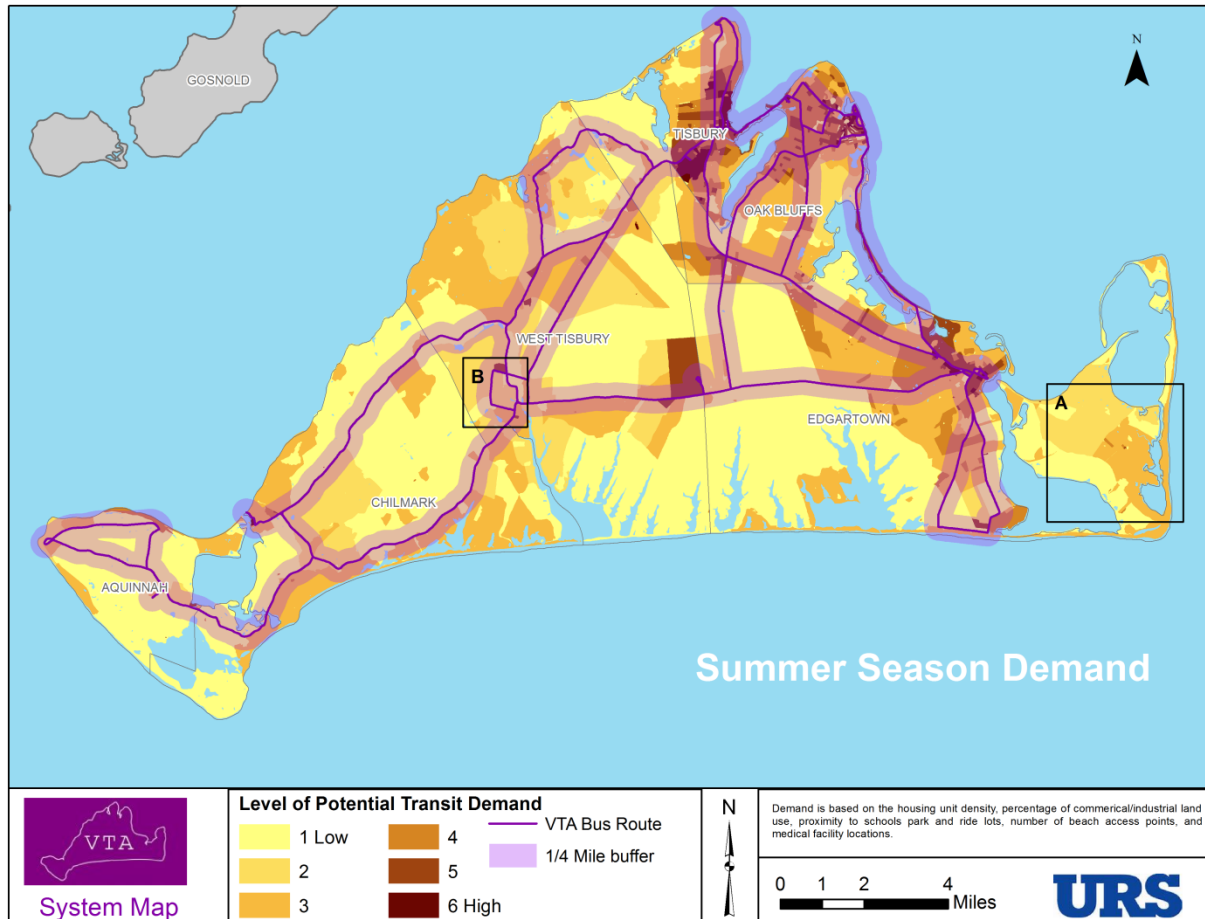 GOSNOLD
N
TISBURY
OAK BLUFFS
WEST TISBURY
B
A
EDGARTOWN
CHILMARK
AQUINNAH
Summer Season Demand
VTA
System Map
Level of Potential Transit Demand
1 Low
2
3
4
5
6 High
VTA Bus Route
1/4 Mile buffer
N
Demand is based on the housing unit density, percentage of commerical/industrial land
use, proximity to schools park and ride lots, number of beach access points, and
medical facility locations.
0 1 2 4
Miles
URS